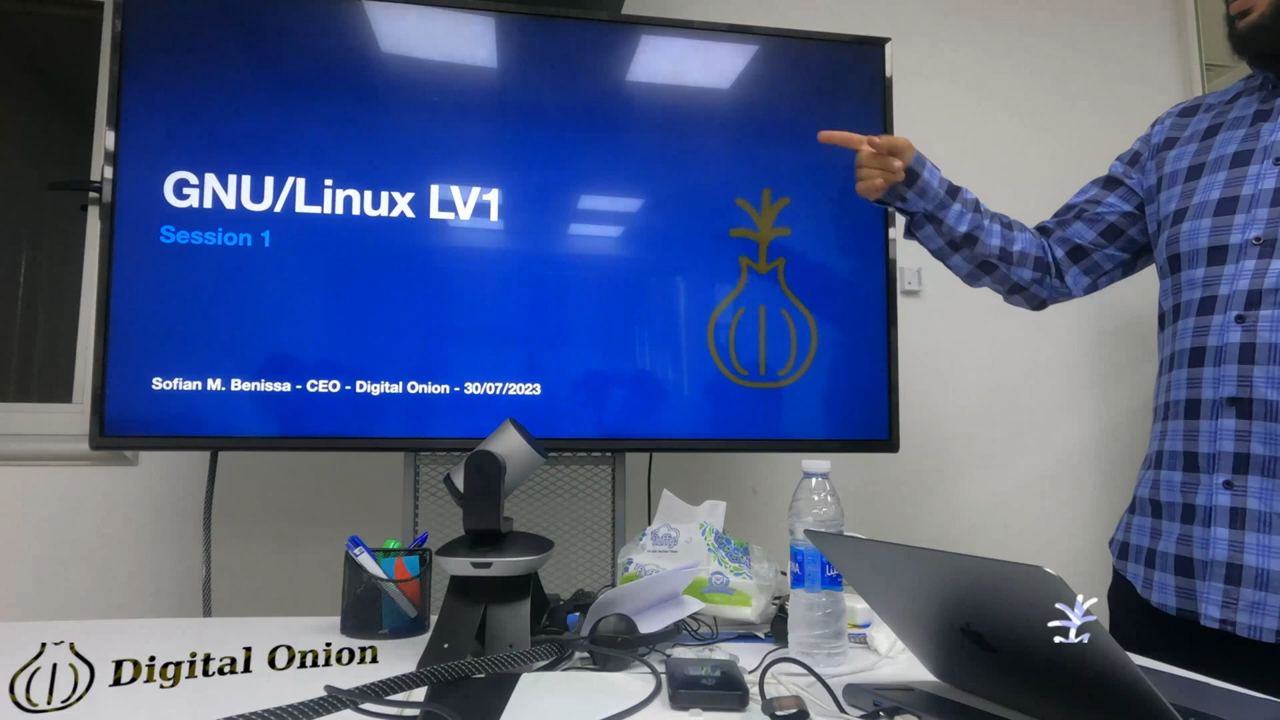 GNU/Linux LV1
Session 1
Sofian M. Benissa - CEO - Digital Onion - 30/07/2023
Digital Onion